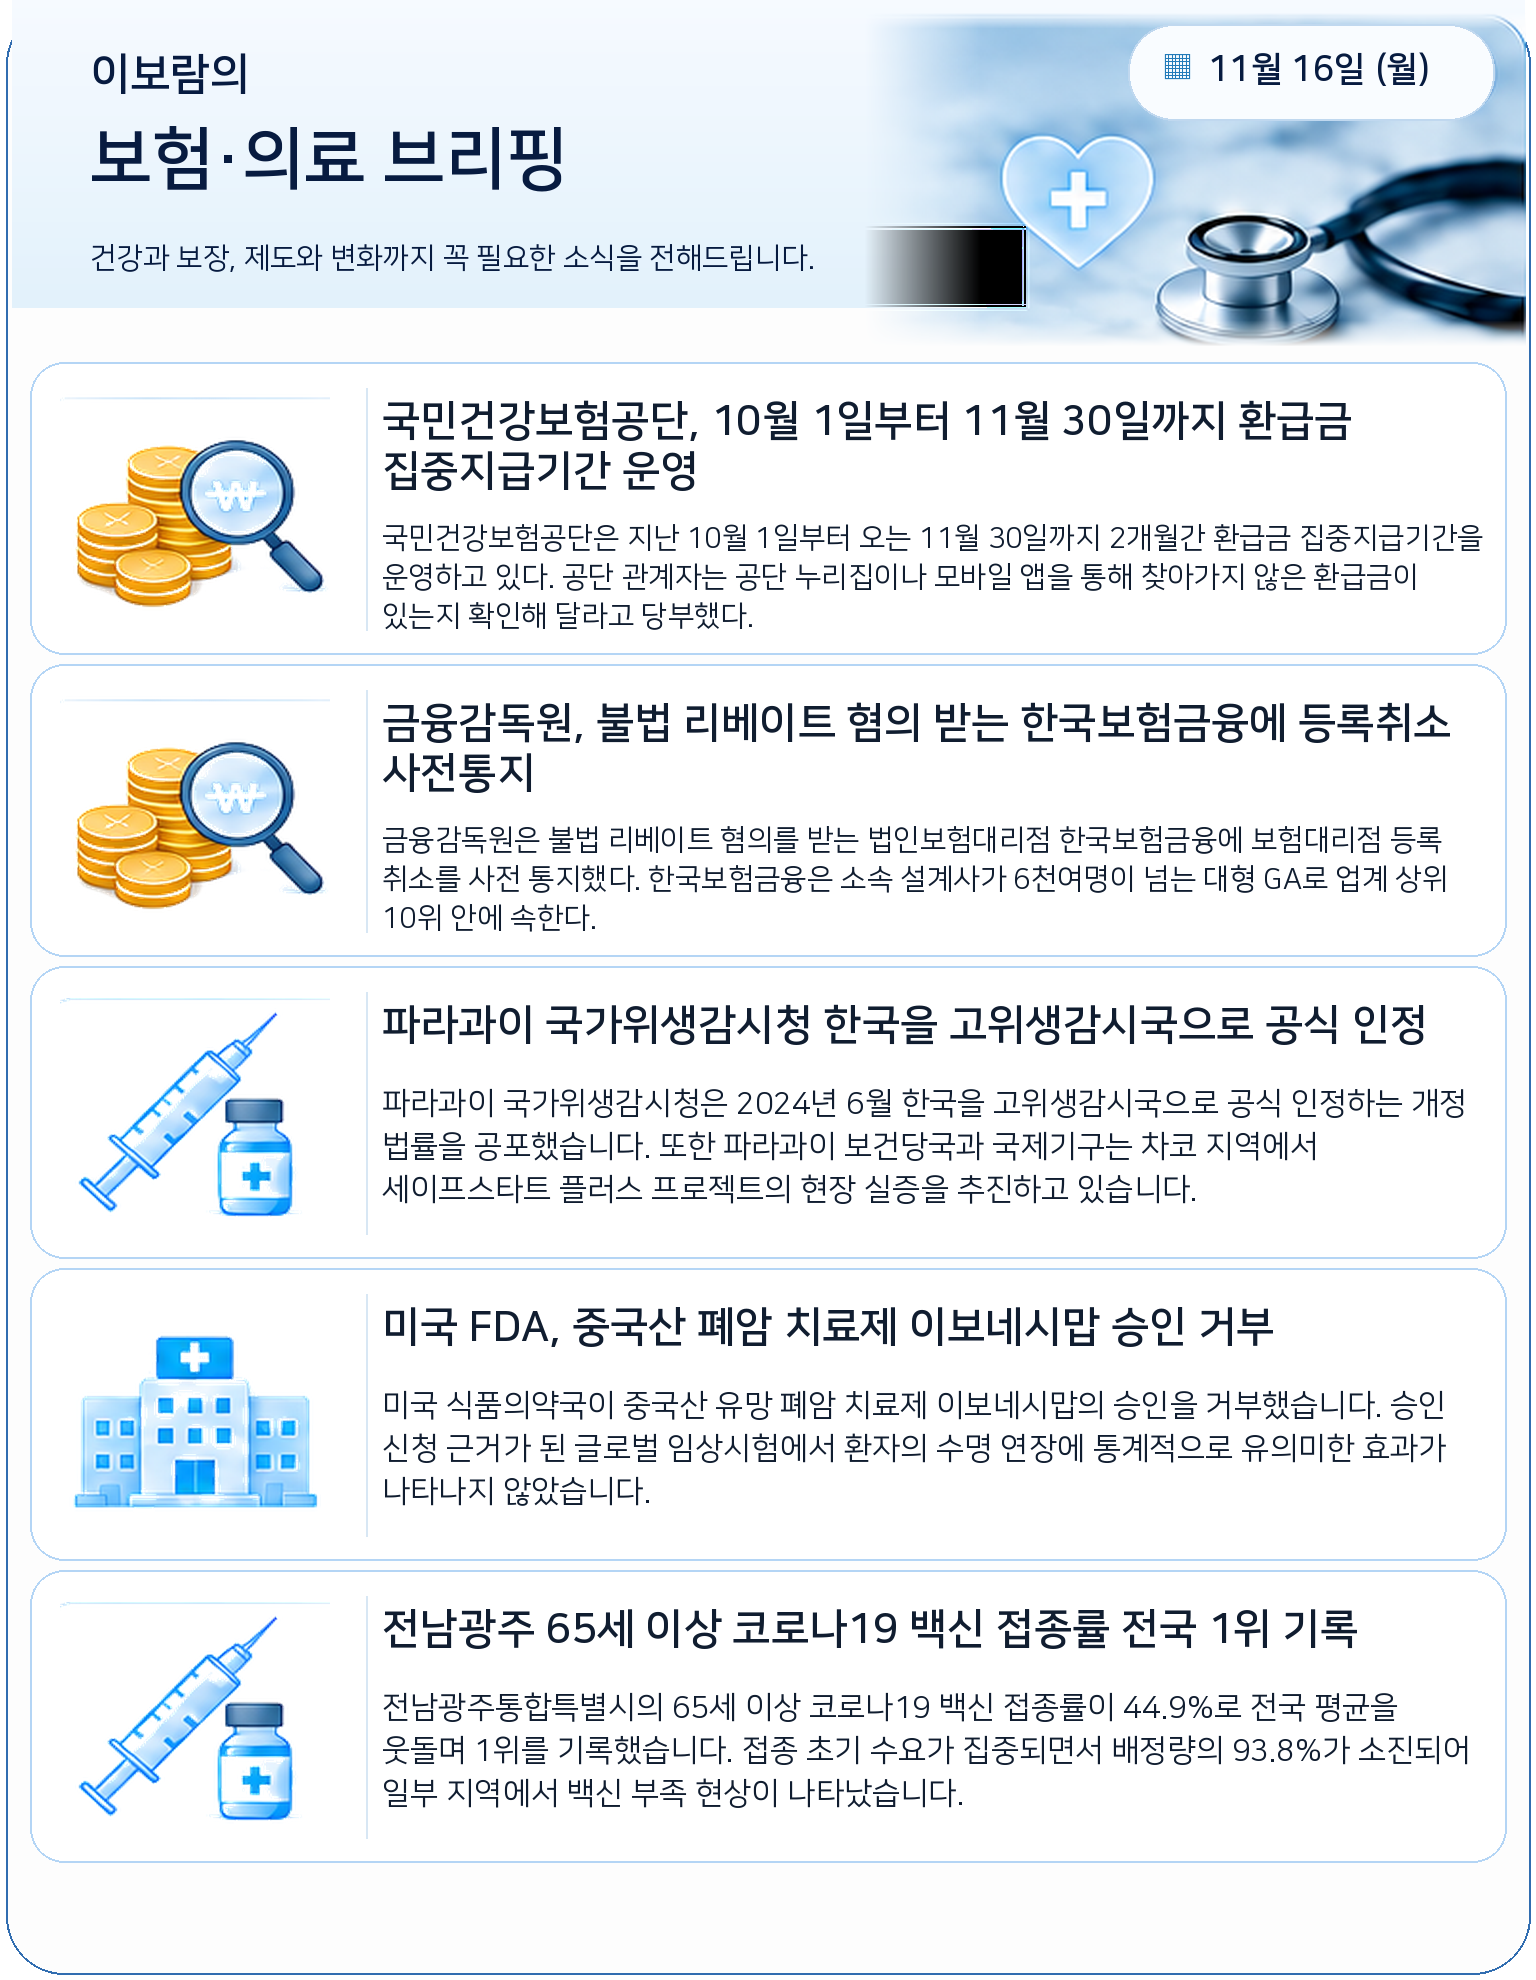 이보람의
보험·의료 브리핑
건강과 보장, 제도와 변화까지 꼭 필요한 소식을 전해드립니다.
11월 16일 (월)
국민건강보험공단, 10월 1일부터 11월 30일까지 환급금
집중지급기간 운영
국민건강보험공단은 지난 10월 1일부터 오는 11월 30일까지 2개월간 환급금 집중지급기간을
운영하고 있다. 공단 관계자는 공단 누리집이나 모바일 앱을 통해 찾아가지 않은 환급금이
있는지 확인해 달라고 당부했다.
금융감독원, 불법 리베이트 혐의 받는 한국보험금융에 등록취소
사전통지
금융감독원은 불법 리베이트 혐의를 받는 법인보험대리점 한국보험금융에 보험대리점 등록
취소를 사전 통지했다. 한국보험금융은 소속 설계사가 6천여명이 넘는 대형 GA로 업계 상위
10위 안에 속한다.
파라과이 국가위생감시청 한국을 고위생감시국으로 공식 인정
파라과이 국가위생감시청은 2024년 6월 한국을 고위생감시국으로 공식 인정하는 개정
법률을 공포했습니다. 또한 파라과이 보건당국과 국제기구는 차코 지역에서
세이프스타트 플러스 프로젝트의 현장 실증을 추진하고 있습니다.
미국 FDA, 중국산 폐암 치료제 이보네시맙 승인 거부
미국 식품의약국이 중국산 유망 폐암 치료제 이보네시맙의 승인을 거부했습니다. 승인
신청 근거가 된 글로벌 임상시험에서 환자의 수명 연장에 통계적으로 유의미한 효과가
나타나지 않았습니다.
전남광주 65세 이상 코로나19 백신 접종률 전국 1위 기록
전남광주통합특별시의 65세 이상 코로나19 백신 접종률이 44.9%로 전국 평균을
웃돌며 1위를 기록했습니다. 접종 초기 수요가 집중되면서 배정량의 93.8%가 소진되어
일부 지역에서 백신 부족 현상이 나타났습니다.